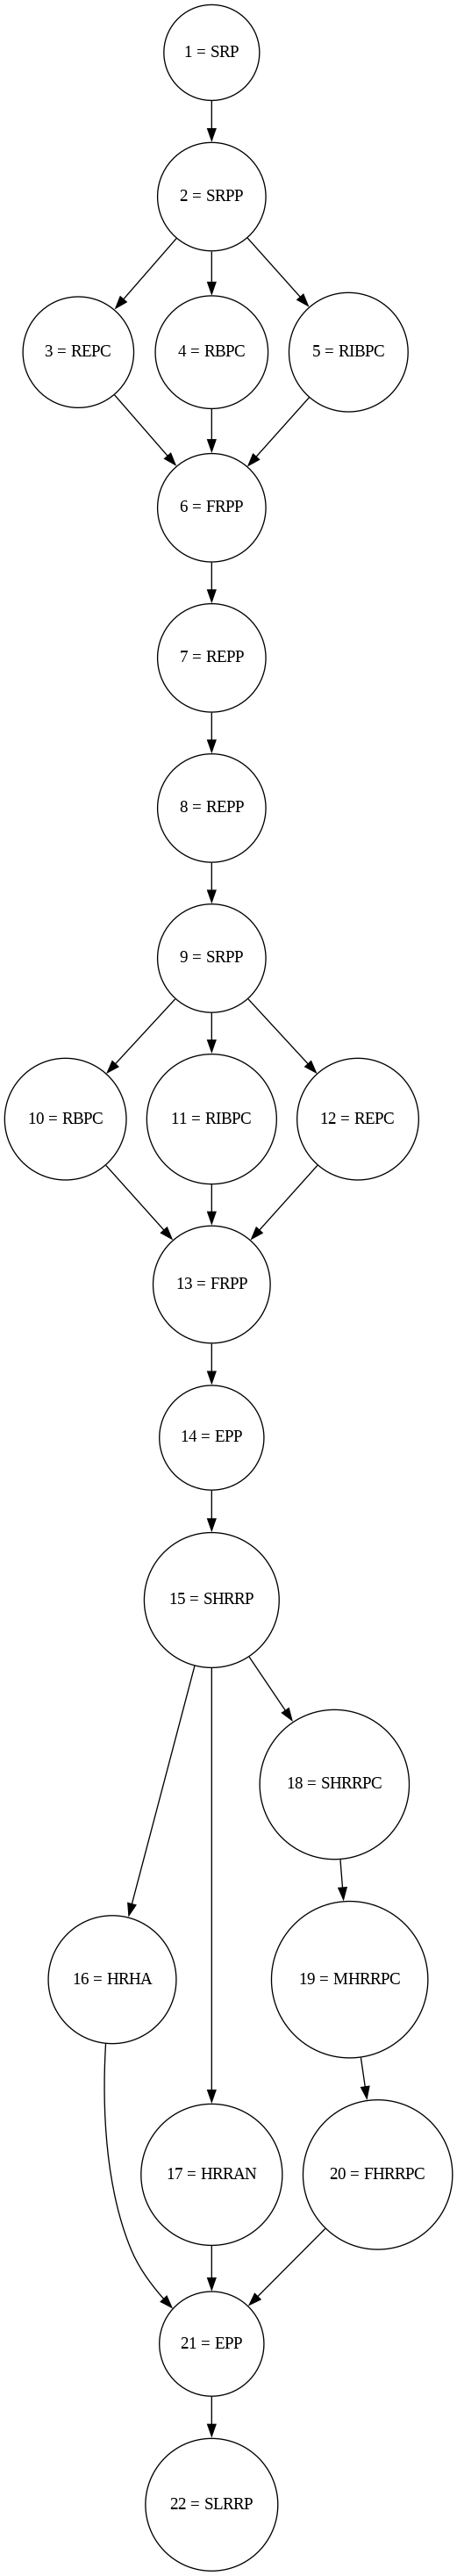 1 = SRP
2 = SRPP
3 = REPC
4 = RBPC
5 = RIBPC
6 = FRPP
7 = REPP
8 = REPP
9 = SRPP
10 = RBPC
11 = RIBPC
12 = REPC
13 = FRPP
14 = EPP
15 = SHRRP
18 = SHRRPC
16 = HRHA
19 = MHRRPC
17 = HRRAN
20 = FHRRPC
21 = EPP
22 = SLRRP